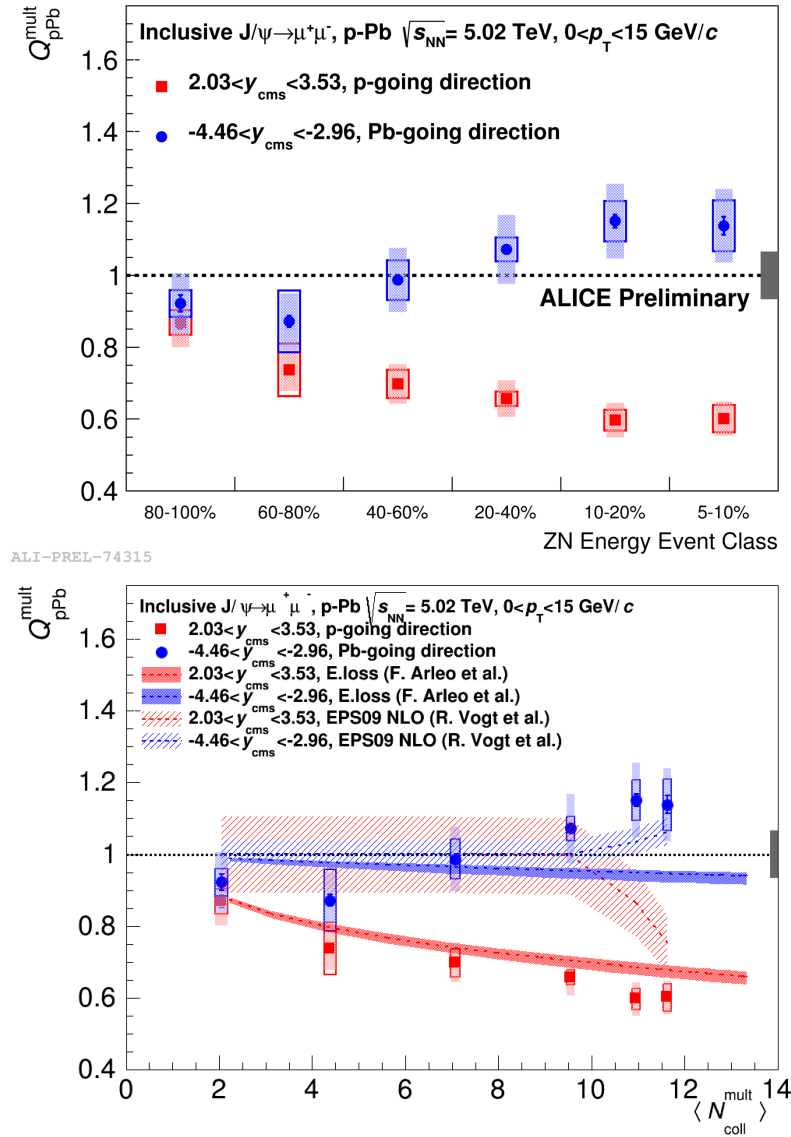 Q_pPb^mult
Inclusive J/ψ→μ⁺μ⁻, p-Pb √s_NN= 5.02 TeV, 0<p_T<15 GeV/c
2.03<y_cms<3.53, p-going direction
-4.46<y_cms<-2.96, Pb-going direction
1.6
1.4
1.2
1
0.8
0.6
0.4
ALICE Preliminary
80-100% 60-80% 40-60% 20-40% 10-20% 5-10%
ZN Energy Event Class
ALI-PREL-74315
Q_pPb^mult
Inclusive J/ψ→μ⁺μ⁻, p-Pb √s_NN= 5.02 TeV, 0<p_T<15 GeV/c
2.03<y_cms<3.53, p-going direction
-4.46<y_cms<-2.96, Pb-going direction
2.03<y_cms<3.53, E.loss (F. Arleo et al.)
-4.46<y_cms<-2.96, E.loss (F. Arleo et al.)
2.03<y_cms<3.53, EPS09 NLO (R. Vogt et al.)
-4.46<y_cms<-2.96, EPS09 NLO (R. Vogt et al.)
1.6
1.4
1.2
1
0.8
0.6
0.4
0 2 4 6 8 10 12 14
⟨ N_coll^mult ⟩